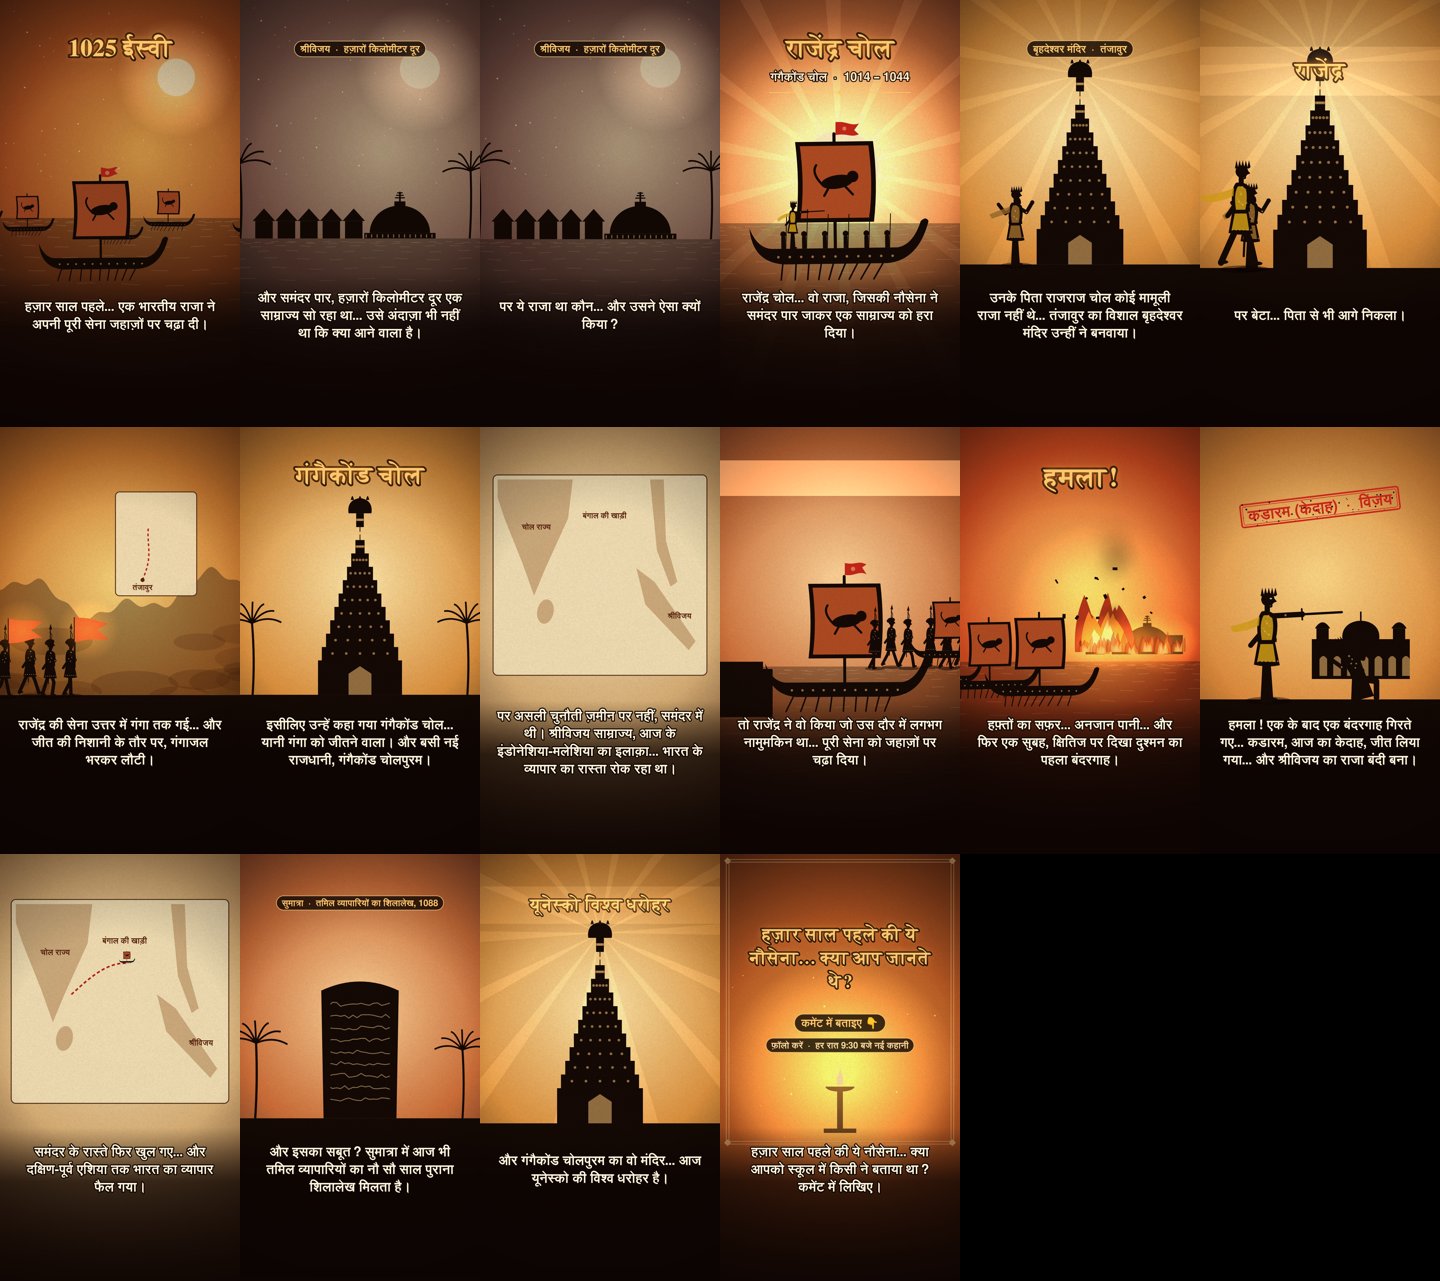 1025 ईस्वी
हज़ार साल पहले... एक भारतीय राजा ने
अपनी पूरी सेना जहाज़ों पर चढ़ा दी।
श्रीविजय · हज़ारों किलोमीटर दूर
और समंदर पार, हज़ारों किलोमीटर दूर एक
साम्राज्य सो रहा था... उसे अंदाज़ा भी नहीं
था कि क्या आने वाला है।
श्रीविजय · हज़ारों किलोमीटर दूर
पर ये राजा था कौन... और उसने ऐसा क्यों
किया ?
राजेंद्र चोल
गंगैकोंड चोल · 1014 – 1044
राजेंद्र चोल... वो राजा, जिसकी नौसेना ने
समंदर पार जाकर एक साम्राज्य को हरा
दिया।
बृहदेश्वर मंदिर · तंजावुर
उनके पिता राजराज चोल कोई मामूली
राजा नहीं थे... तंजावुर का विशाल बृहदेश्वर
मंदिर उन्हीं ने बनवाया।
राजेंद्र
पर बेटा... पिता से भी आगे निकला।
तंजावुर
राजेंद्र की सेना उत्तर में गंगा तक गई... और
जीत की निशानी के तौर पर, गंगाजल
भरकर लौटी।
गंगैकोंड चोल
इसीलिए उन्हें कहा गया गंगैकोंड चोल...
यानी गंगा को जीतने वाला। और बसी नई
राजधानी, गंगैकोंड चोलपुरम।
चोल राज्य
बंगाल की खाड़ी
श्रीविजय
पर असली चुनौती ज़मीन पर नहीं, समंदर में
थी। श्रीविजय साम्राज्य, आज के
इंडोनेशिया-मलेशिया का इलाक़ा... भारत के
व्यापार का रास्ता रोक रहा था।
तो राजेंद्र ने वो किया जो उस दौर में लगभग
नामुमकिन था... पूरी सेना को जहाज़ों पर
चढ़ा दिया।
हमला !
हफ़्तों का सफ़र... अनजान पानी... और
फिर एक सुबह, क्षितिज पर दिखा दुश्मन का
पहला बंदरगाह।
कडारम (केदाह) · विजय
हमला ! एक के बाद एक बंदरगाह गिरते
गए... कडारम, आज का केदाह, जीत लिया
गया... और श्रीविजय का राजा बंदी बना।
चोल राज्य
बंगाल की खाड़ी
श्रीविजय
समंदर के रास्ते फिर खुल गए... और
दक्षिण-पूर्व एशिया तक भारत का व्यापार
फैल गया।
सुमात्रा · तमिल व्यापारियों का शिलालेख, 1088
और इसका सबूत ? सुमात्रा में आज भी
तमिल व्यापारियों का नौ सौ साल पुराना
शिलालेख मिलता है।
यूनेस्को विश्व धरोहर
और गंगैकोंड चोलपुरम का वो मंदिर... आज
यूनेस्को की विश्व धरोहर है।
हज़ार साल पहले की ये
नौसेना... क्या आप जानते
थे?
कमेंट में बताइए 👇
फ़ॉलो करें · हर रात 9:30 बजे नई कहानी
हज़ार साल पहले की ये नौसेना... क्या
आपको स्कूल में किसी ने बताया था ?
कमेंट में लिखिए।